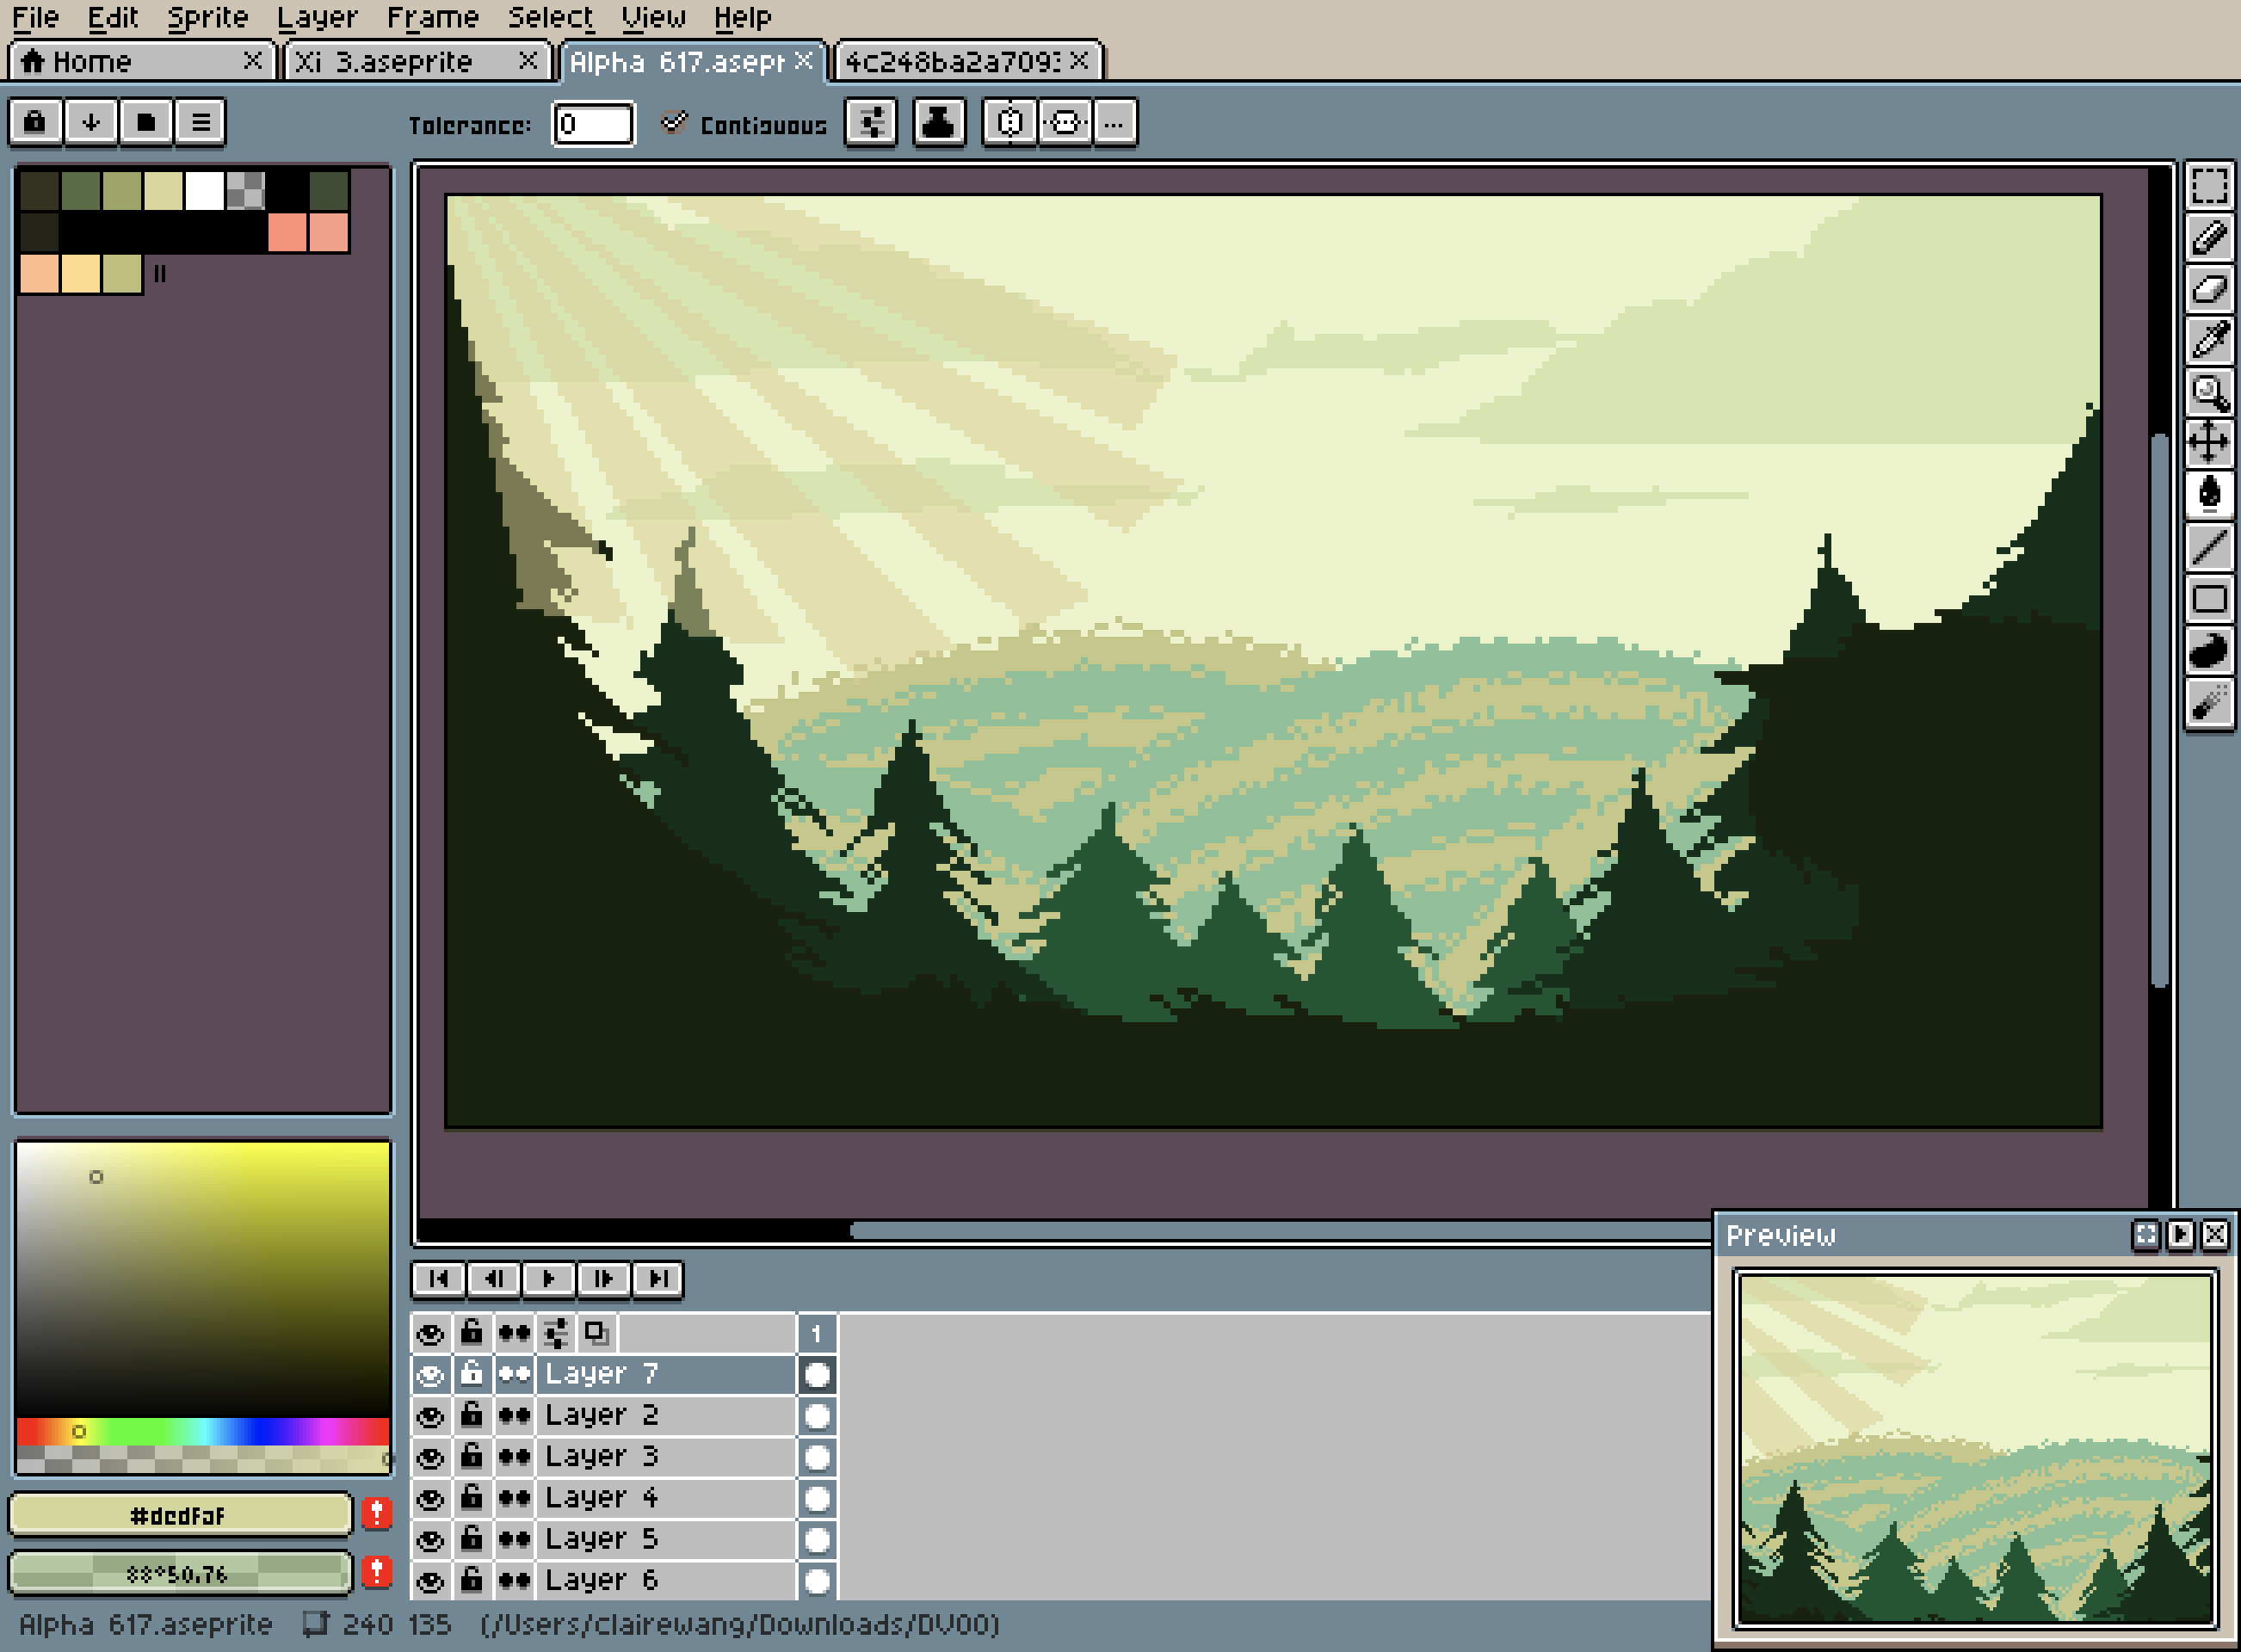 File Edit Sprite Layer Frame Select View Help
Home Xi 3.aseprite Alpha 617.asepr 4c248ba2a709
Tolerance: 0 Contiguous ...
1
Layer 7
Layer 2
Layer 3
Layer 4
Layer 5
Layer 6
Preview
#dcdfaf
88°50.76
Alpha 617.aseprite 240 135 (/Users/clairewang/Downloads/DV00)